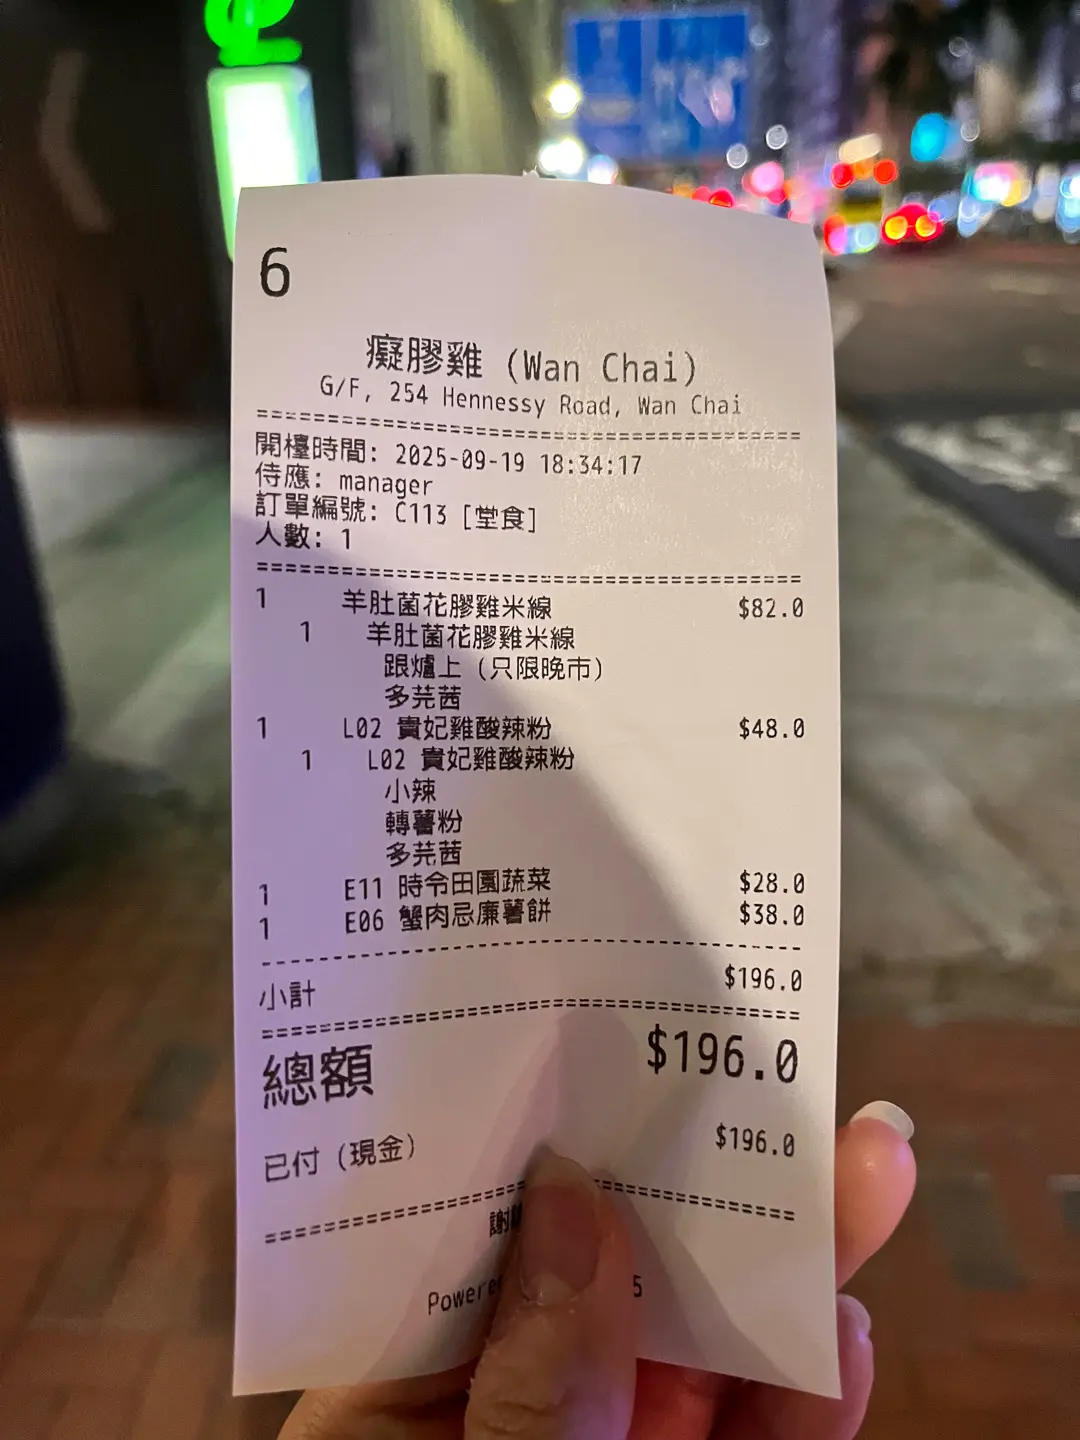 6
癡膠雞 (Wan Chai)
G/F, 254 Hennessy Road, Wan Chai
========================================
開檯時間: 2025-09-19 18:34:17
侍應: manager
訂單編號: C113 [堂食]
人數: 1
========================================
1 羊肚菌花膠雞米線 $82.0
1 羊肚菌花膠雞米線
跟爐上 (只限晚市)
多芫茜
1 L02 貴妃雞酸辣粉 $48.0
1 L02 貴妃雞酸辣粉
小辣
轉薯粉
多芫茜
1 E11 時令田園蔬菜 $28.0
1 E06 蟹肉忌廉薯餅 $38.0
----------------------------------------
小計 $196.0
========================================
總額 $196.0
已付 (現金) $196.0
========================================
謝
Powere 5